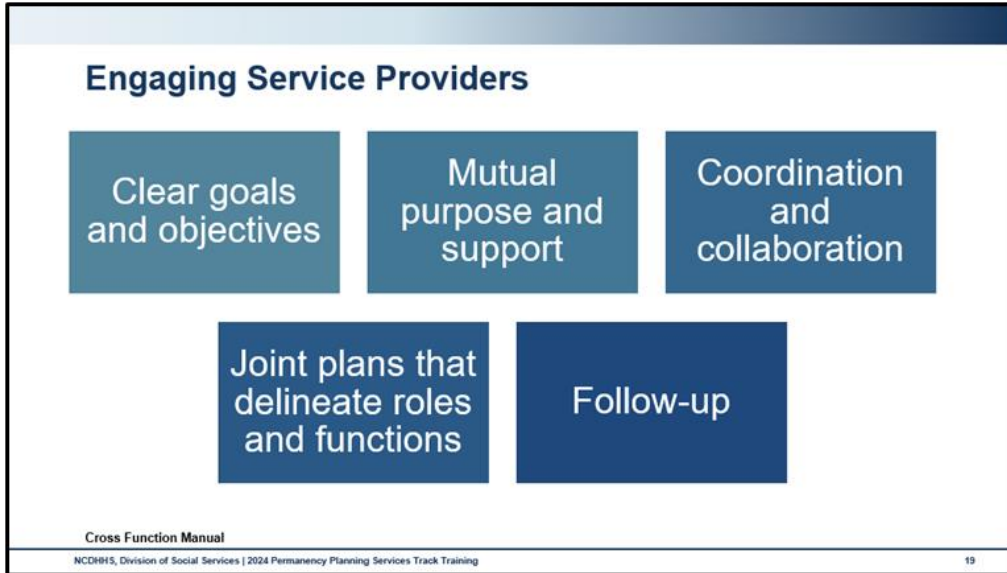 Engaging Service Providers
Clear goals
and objectives
Mutual
purpose and
support
Coordination
and
collaboration
Joint plans that
delineate roles
and functions
Follow-up
Cross Function Manual
NCDHHS, Division of Social Services | 2024 Permanency Planning Services Track Training
19